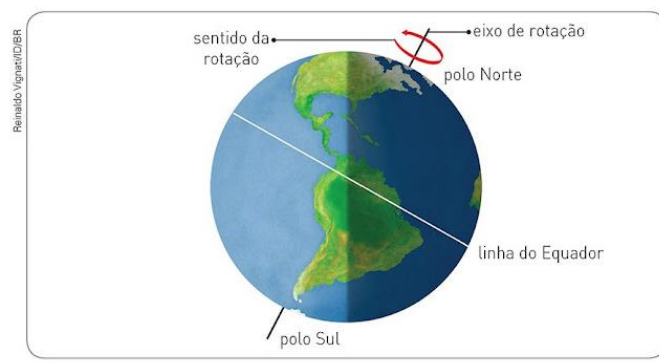 sentido da
rotação
eixo de rotação
polo Norte
linha do Equador
polo Sul
Reinaldo Vignati/ID/BR